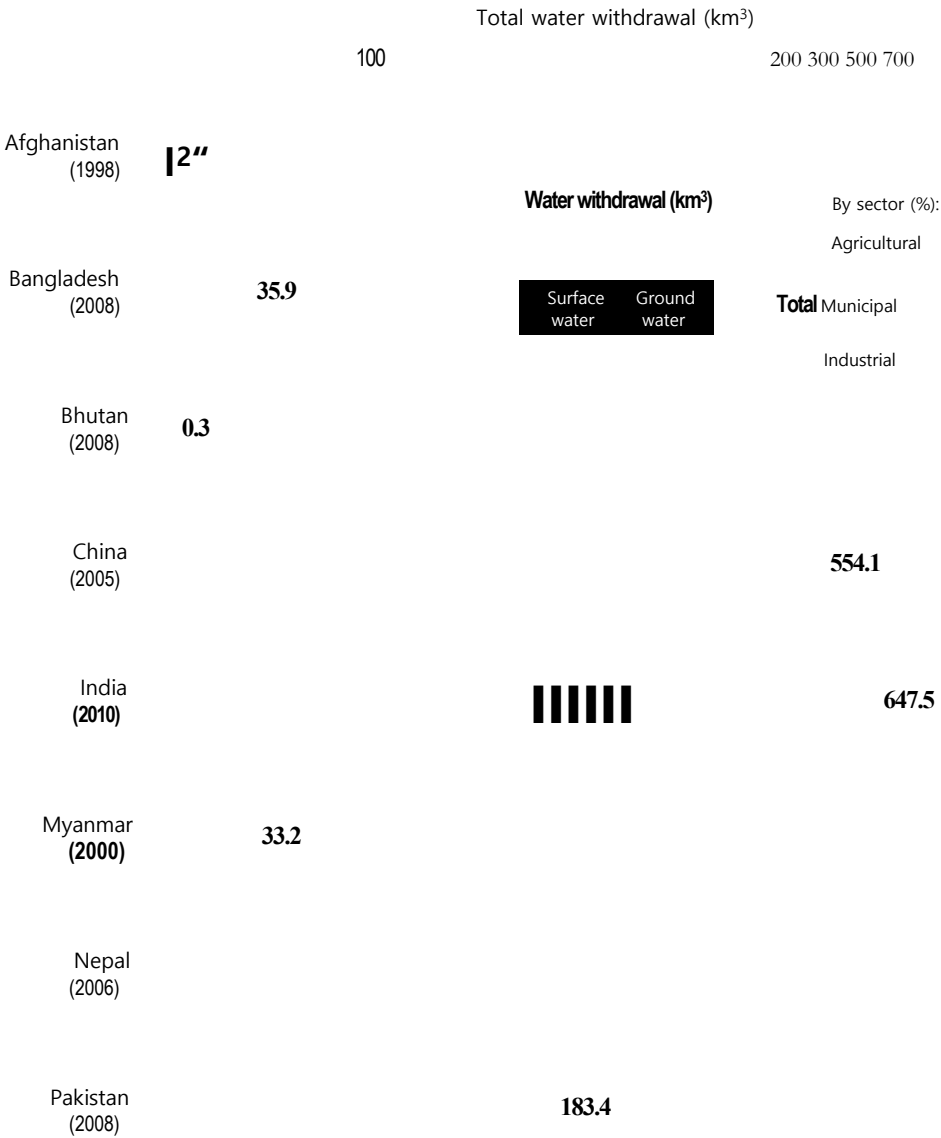 Total water withdrawal (km³)
100
200 300 500 700
Afghanistan
(1998)
|²“
Water withdrawal (km³)
By sector (%):
Agricultural
Bangladesh
(2008)
35.9
Surface
water
Ground
water
Total Municipal
Industrial
Bhutan
(2008)
0.3
China
(2005)
554.1
India
(2010)
647.5
Myanmar
(2000)
33.2
Nepal
(2006)
Pakistan
(2008)
183.4